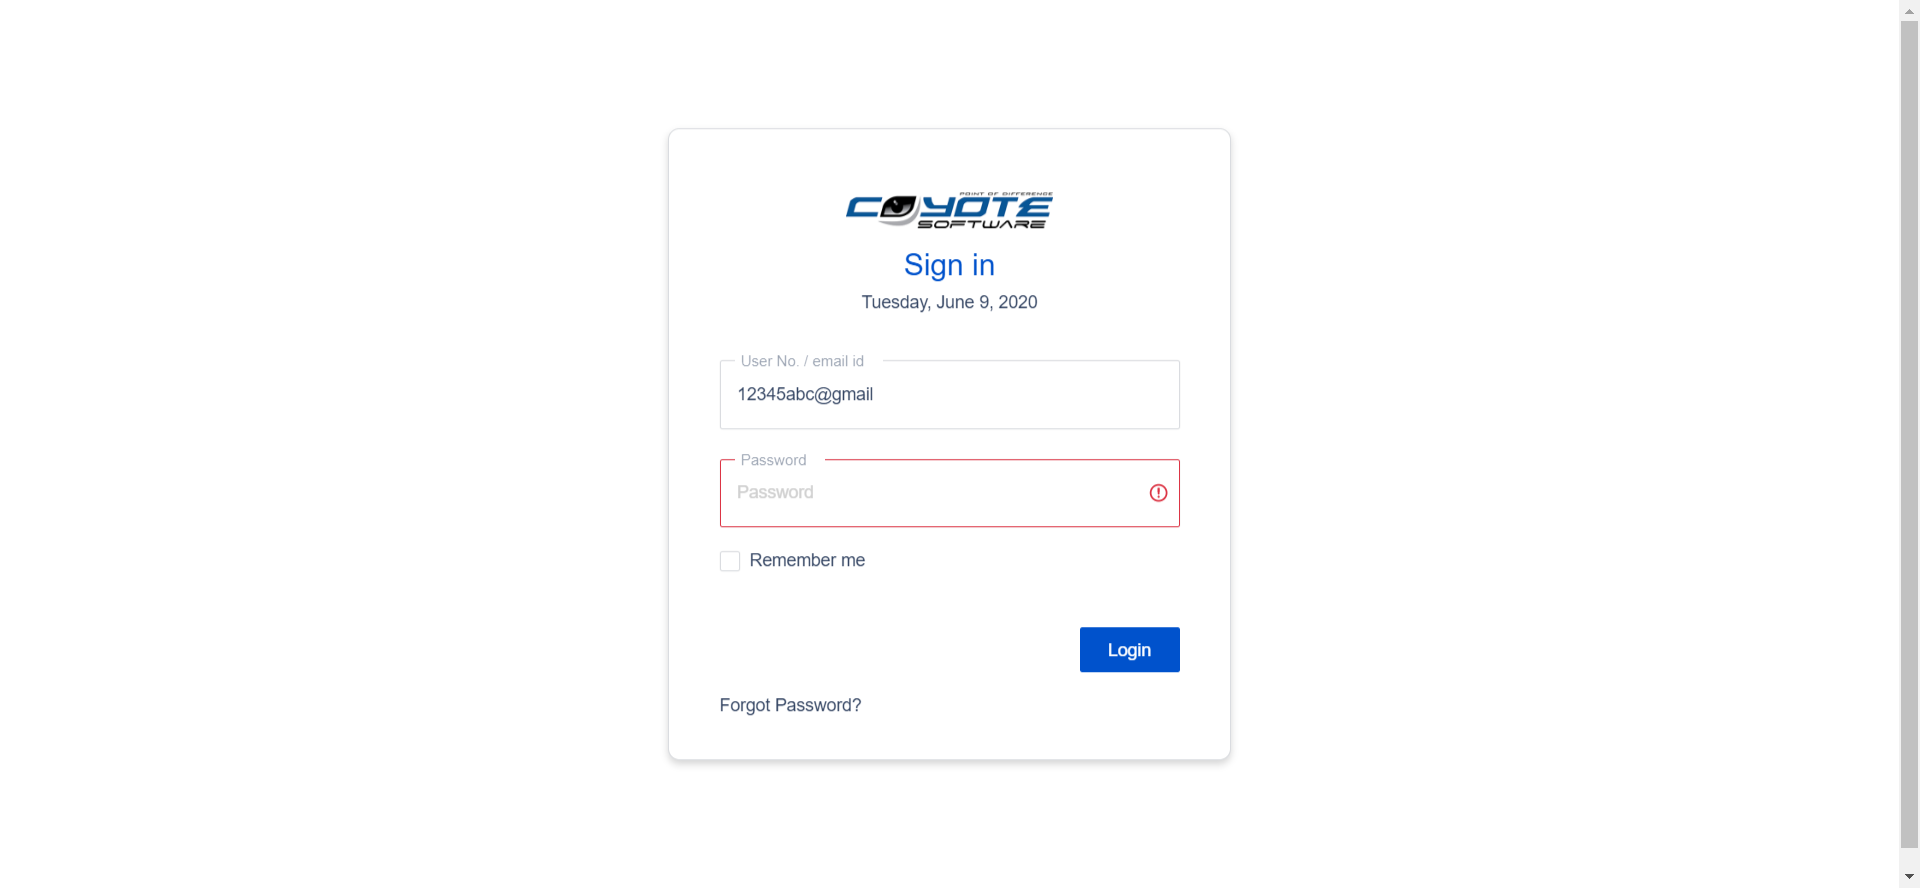 POINT OF DIFFERENCE
COYOTE
SOFTWARE
Sign in
Tuesday, June 9, 2020
User No. / email id
12345abc@gmail
Password
Password
Remember me
Login
Forgot Password?